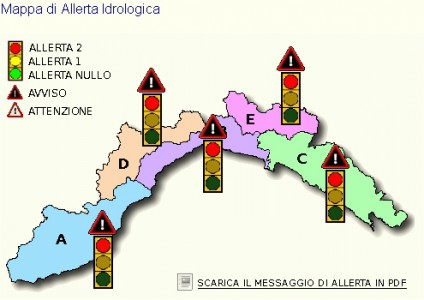 Mappa di Allerta Idrologica
ALLERTA 2
ALLERTA 1
ALLERTA NULLO
AVVISO
ATTENZIONE
E
D
C
A
SCARICA IL MESSAGGIO DI ALLERTA IN PDF